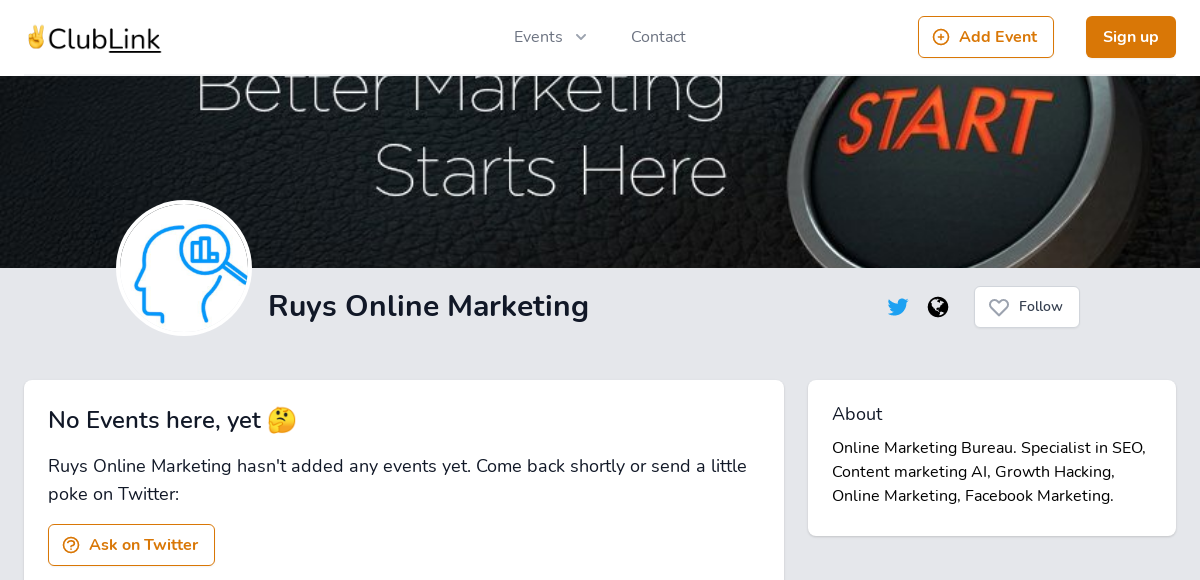 ClubLink
Events
Contact
Add Event
Sign up
Better Marketing
Starts Here
START
Ruys Online Marketing
Follow
No Events here, yet 🤔
Ruys Online Marketing hasn't added any events yet. Come back shortly or send a little
poke on Twitter:
Ask on Twitter
About
Online Marketing Bureau. Specialist in SEO,
Content marketing AI, Growth Hacking,
Online Marketing, Facebook Marketing.